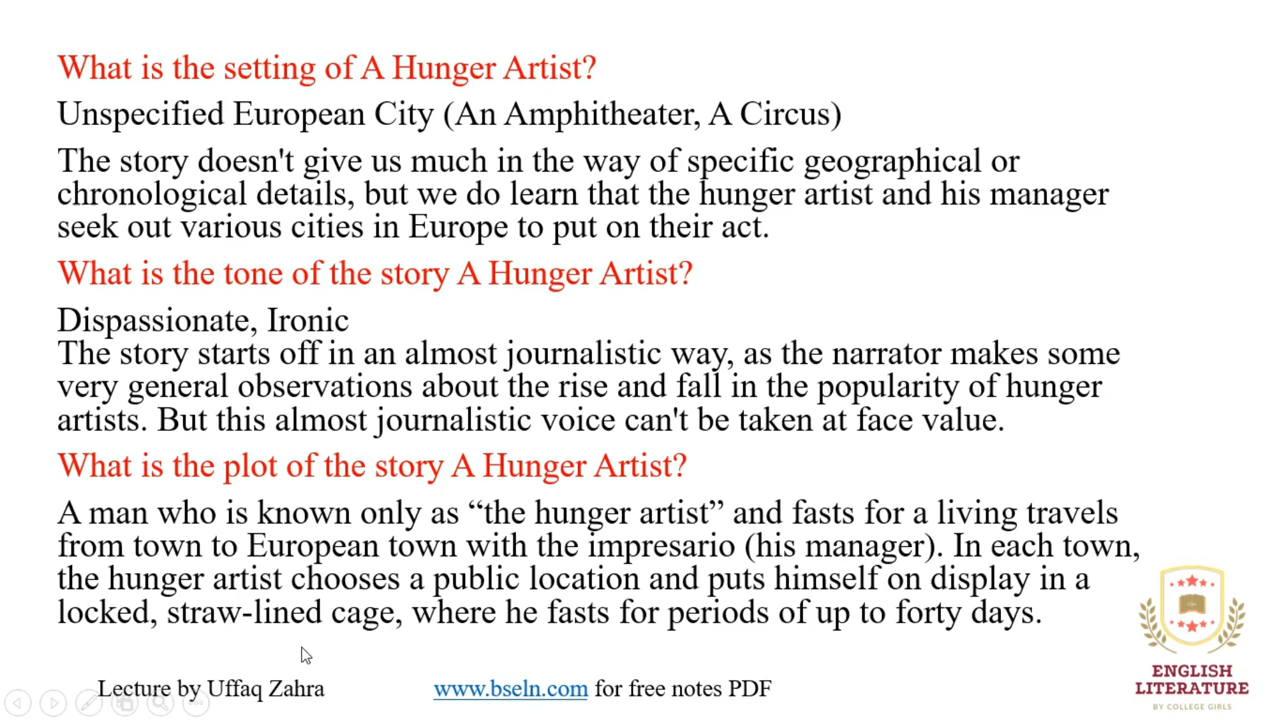 What is the setting of A Hunger Artist?
Unspecified European City (An Amphitheater, A Circus)
The story doesn't give us much in the way of specific geographical or
chronological details, but we do learn that the hunger artist and his manager
seek out various cities in Europe to put on their act.
What is the tone of the story A Hunger Artist?
Dispassionate, Ironic
The story starts off in an almost journalistic way, as the narrator makes some
very general observations about the rise and fall in the popularity of hunger
artists. But this almost journalistic voice can't be taken at face value.
What is the plot of the story A Hunger Artist?
A man who is known only as “the hunger artist” and fasts for a living travels
from town to European town with the impresario (his manager). In each town,
the hunger artist chooses a public location and puts himself on display in a
locked, straw-lined cage, where he fasts for periods of up to forty days.
Lecture by Uffaq Zahra
www.bseln.com for free notes PDF
ENGLISH
LITERATURE
BY COLLEGE GIRLS